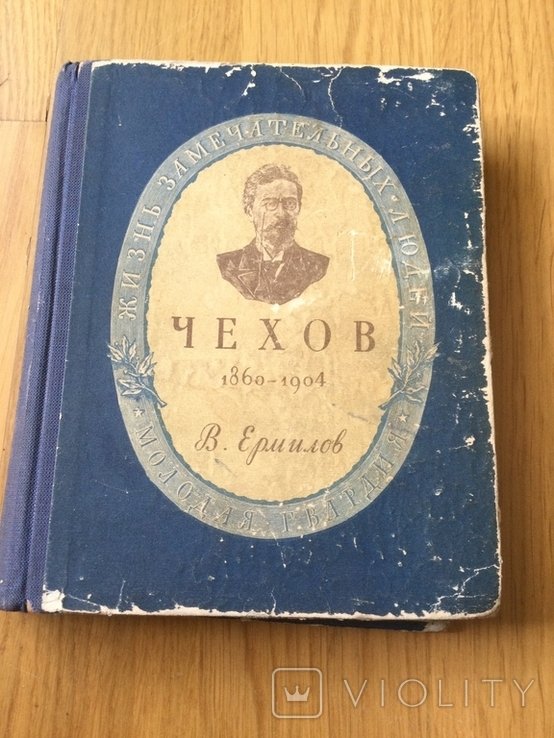 ЖИЗНЬ ЗАМЕЧАТЕЛЬНЫХ · ЛЮДЕЙ
ЧЕХОВ
1860-1904
В. Ермилов
★ МОЛОДАЯ ГВАРДИЯ ★
VIOLITY